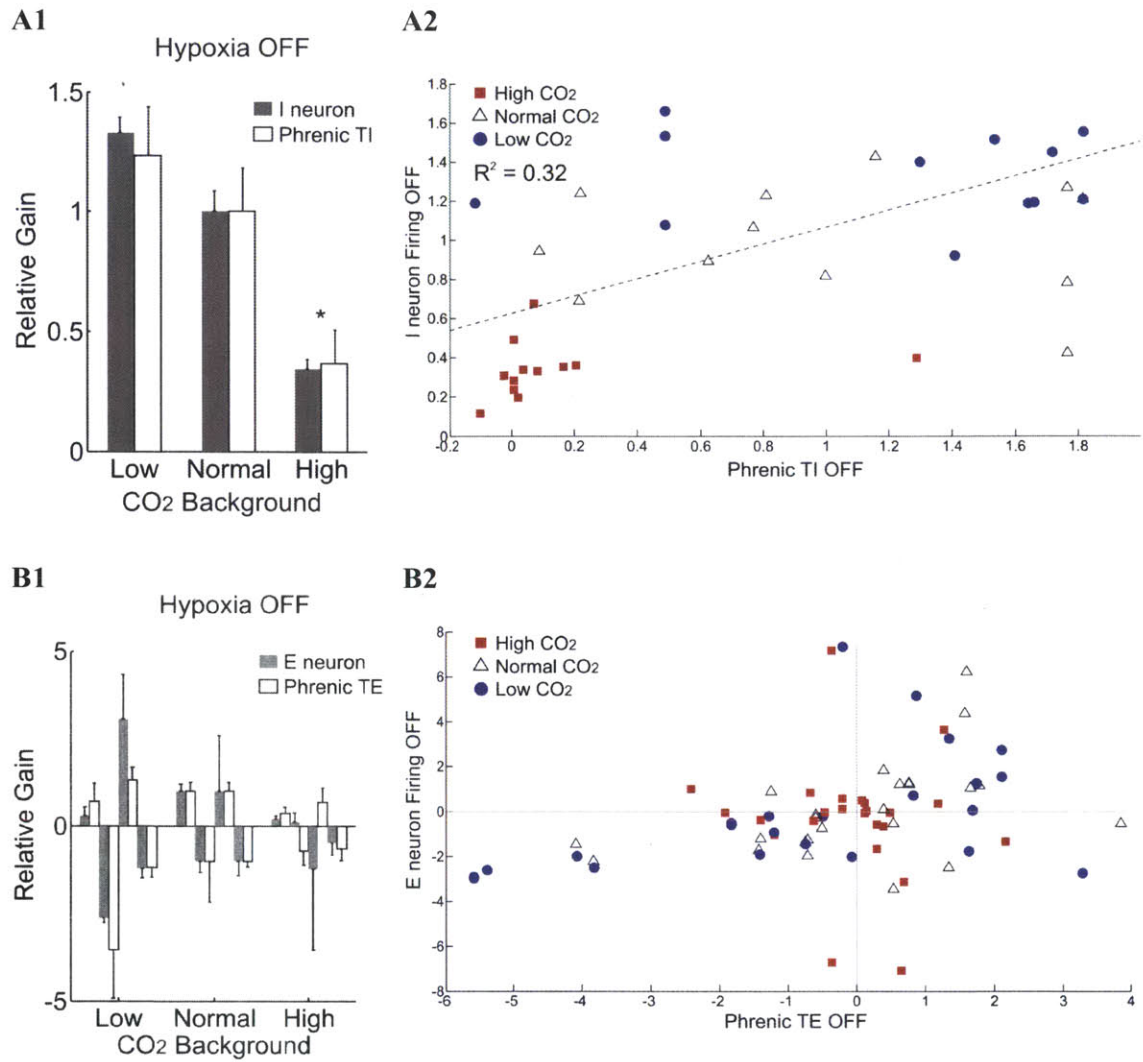 A1
Hypoxia OFF
I neuron
Phrenic TI
Relative Gain
1.5
1
0.5
0
*
Low Normal High
CO2 Background
A2
High CO2
Normal CO2
Low CO2
R2 = 0.32
I neuron Firing OFF
1.8
1.6
1.4
1.2
1
0.8
0.6
0.4
0.2
0
-0.2 0 0.2 0.4 0.6 0.8 1 1.2 1.4 1.6 1.8
Phrenic TI OFF
B1
Hypoxia OFF
E neuron
Phrenic TE
Relative Gain
5
0
-5
Low Normal High
CO2 Background
B2
High CO2
Normal CO2
Low CO2
E neuron Firing OFF
8
6
4
2
0
-2
-4
-6
-8
-6 -5 -4 -3 -2 -1 0 1 2 3 4
Phrenic TE OFF